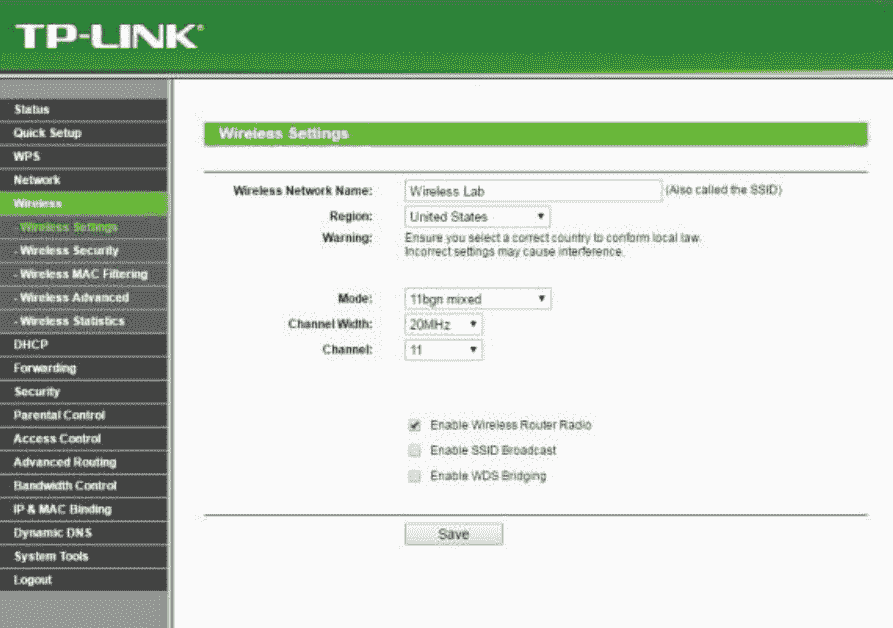 TP-LINK®
Status
Quick Setup
WPS
Network
Wireless
- Wireless Settings
- Wireless Security
- Wireless MAC Filtering
- Wireless Advanced
- Wireless Statistics
DHCP
Forwarding
Security
Parental Control
Access Control
Advanced Routing
Bandwidth Control
IP & MAC Binding
Dynamic DNS
System Tools
Logout
Wireless Settings
Wireless Network Name: Wireless Lab (Also called the SSID)
Region: United States
Warning: Ensure you select a correct country to conform local law.
Incorrect settings may cause interference.
Mode: 11bgn mixed
Channel Width: 20MHz
Channel: 11
Enable Wireless Router Radio
Enable SSID Broadcast
Enable WDS Bridging
Save